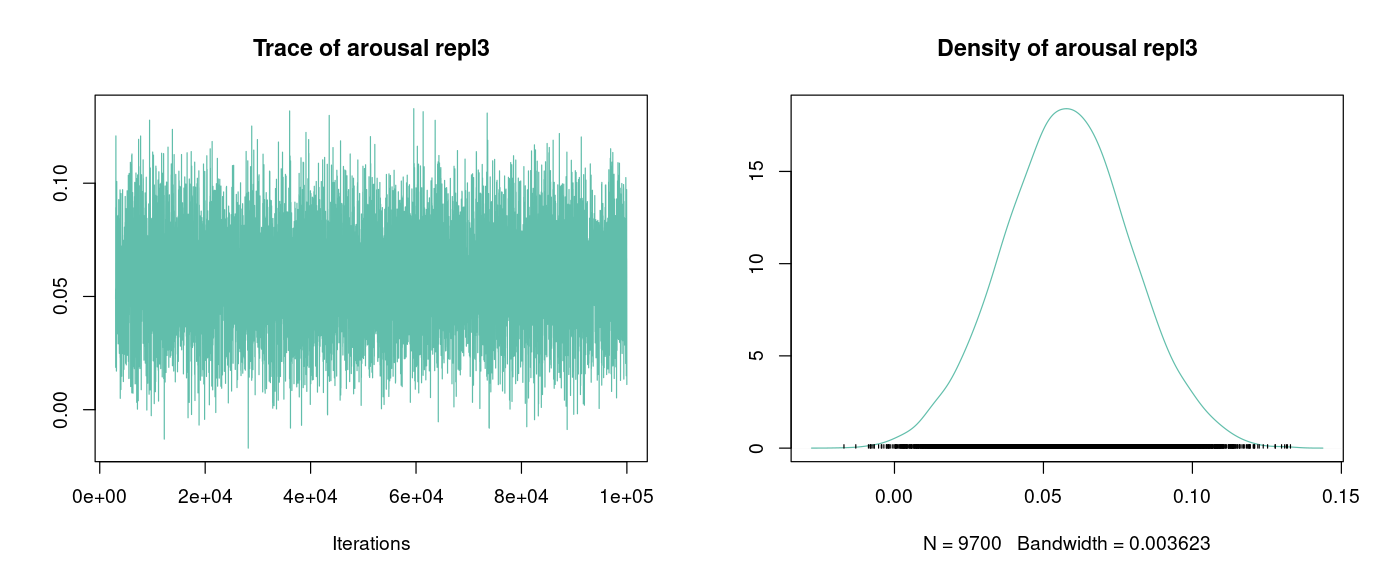 Trace of arousal repl3
0.10
0.05
0.00
0e+00 2e+04 4e+04 6e+04 8e+04 1e+05
Iterations
Density of arousal repl3
15
10
5
0
0.00 0.05 0.10 0.15
N = 9700 Bandwidth = 0.003623